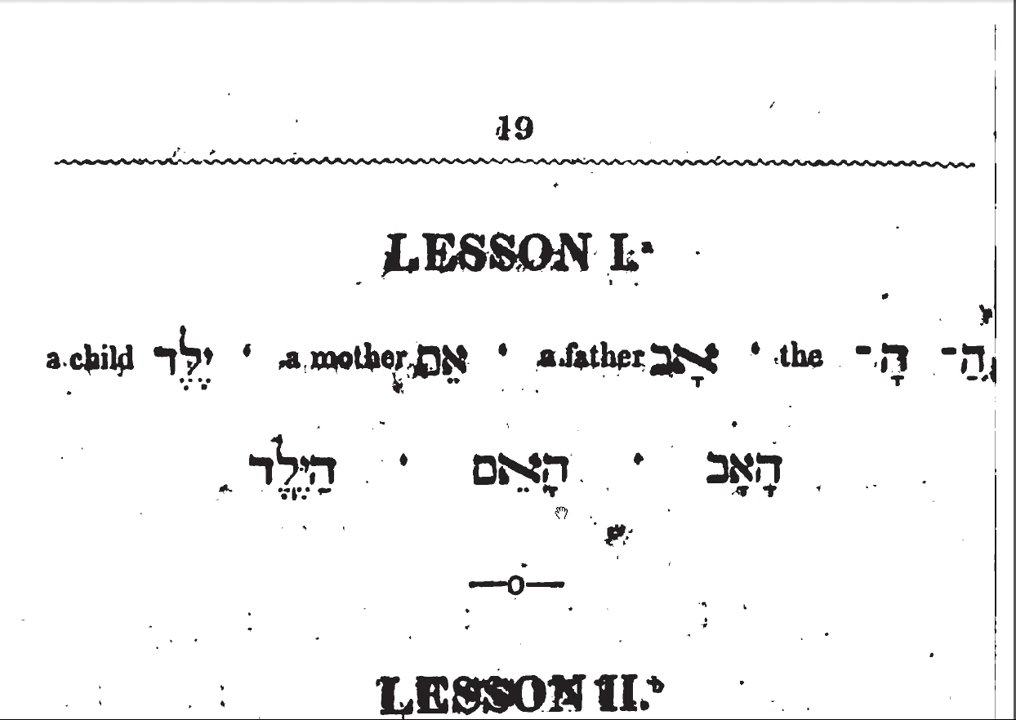 19
LESSON I.ᵃ
הַ- הָ- the · אָב a father · אֵם a mother · יֶלֶד a child
הָאָב · הָאֵם · הַיֶּלֶד
LESSON II.ᵇ